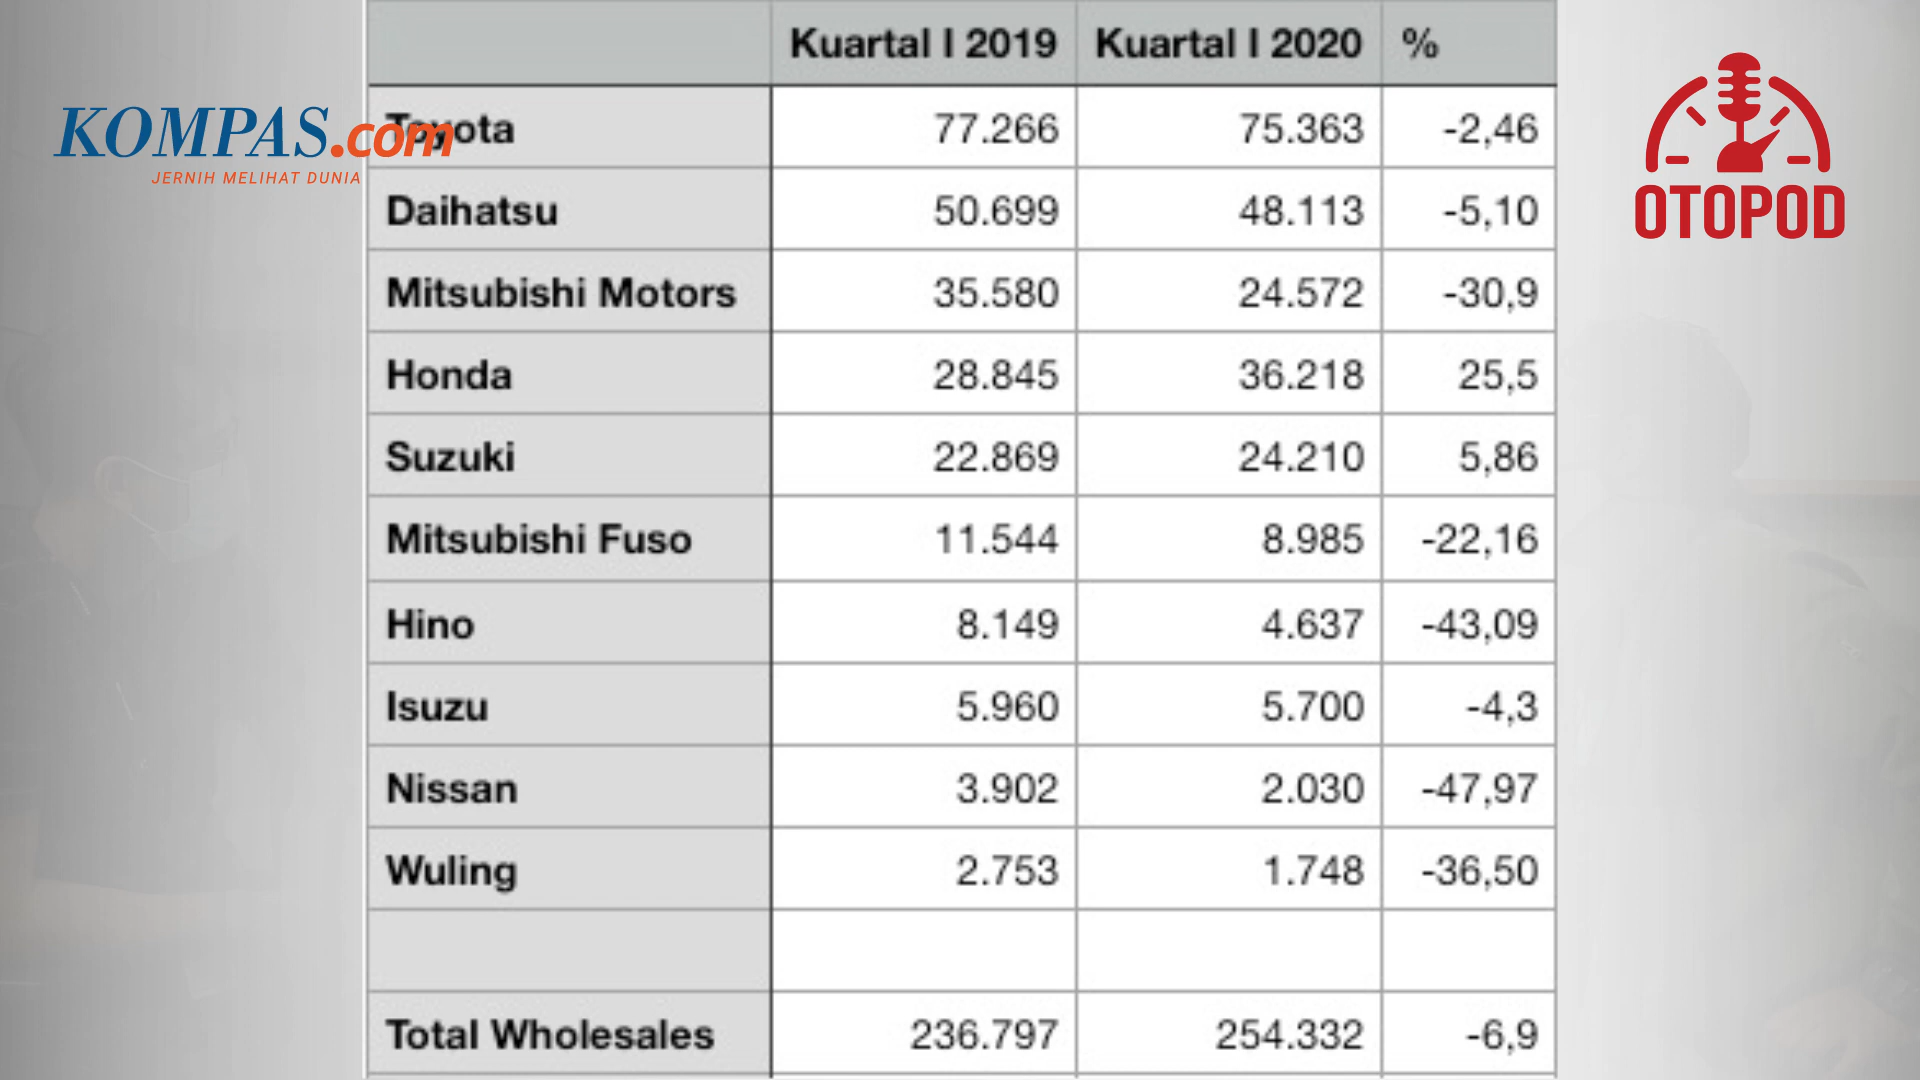 Kuartal I 2019 Kuartal I 2020 %
KOMPAS.com
JERNIH MELIHAT DUNIA
OTOPOD
Toyota 77.266 75.363 -2,46
Daihatsu 50.699 48.113 -5,10
Mitsubishi Motors 35.580 24.572 -30,9
Honda 28.845 36.218 25,5
Suzuki 22.869 24.210 5,86
Mitsubishi Fuso 11.544 8.985 -22,16
Hino 8.149 4.637 -43,09
Isuzu 5.960 5.700 -4,3
Nissan 3.902 2.030 -47,97
Wuling 2.753 1.748 -36,50
Total Wholesales 236.797 254.332 -6,9